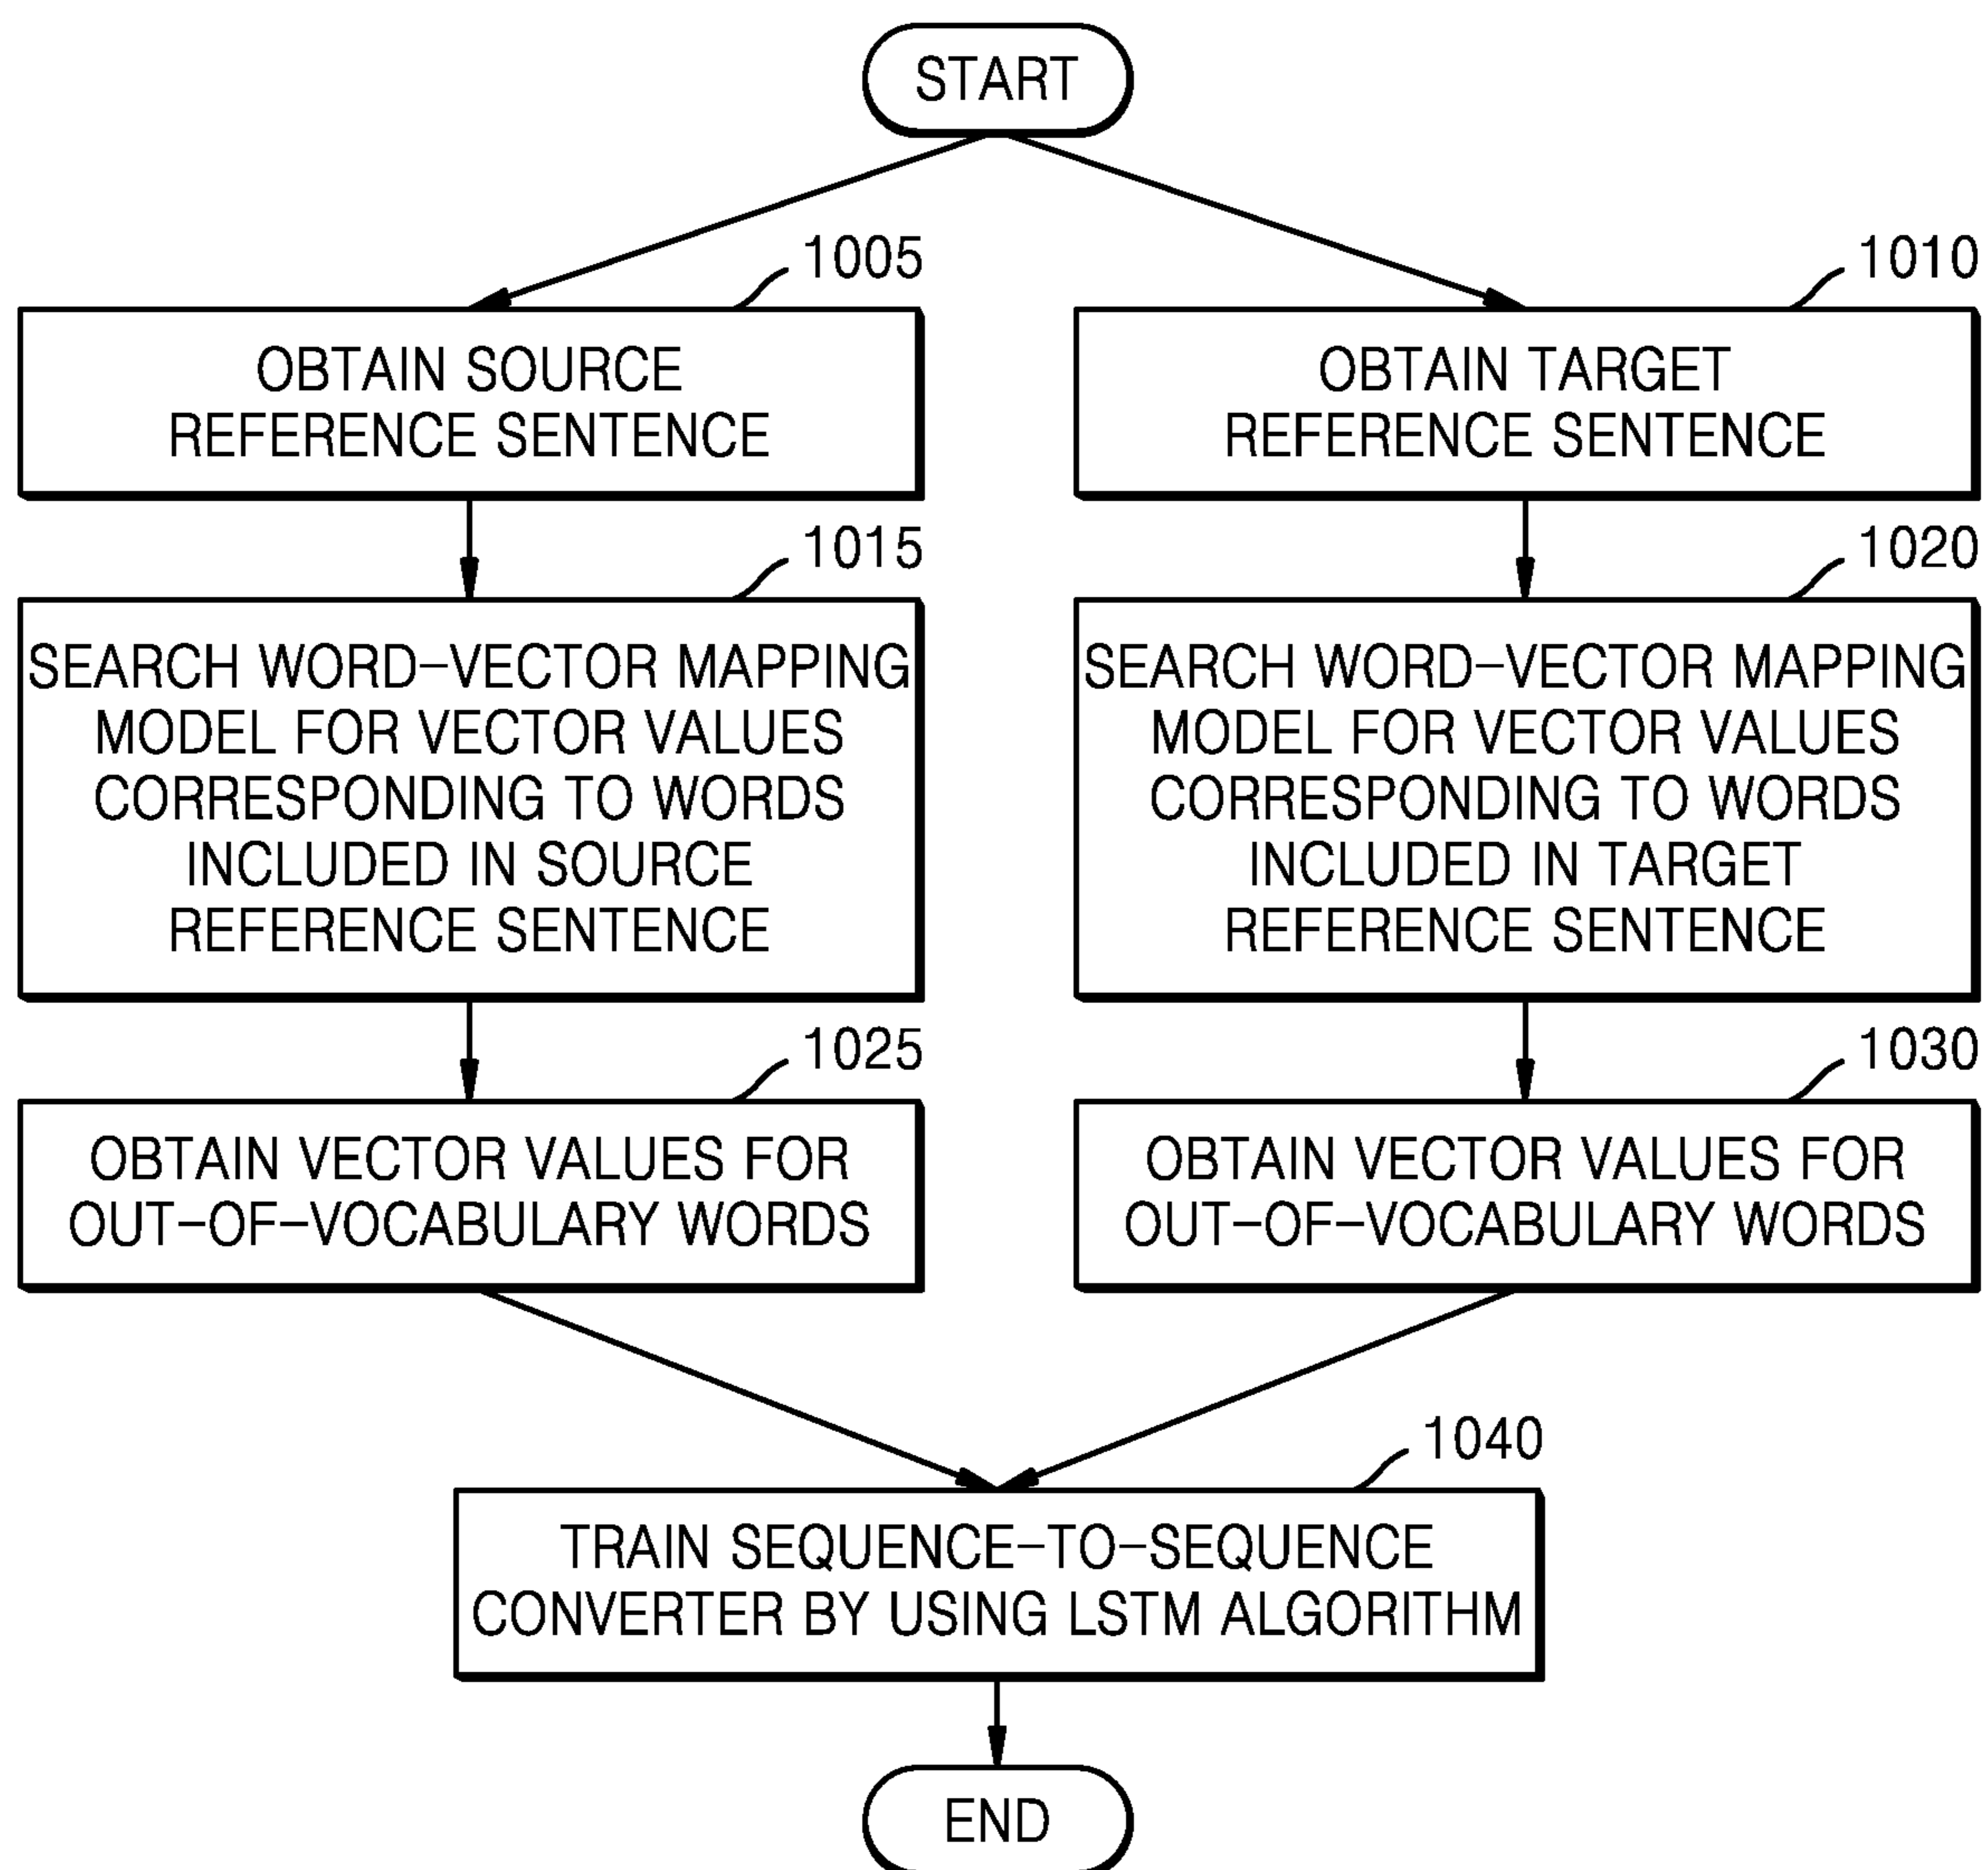 START
1005
OBTAIN SOURCE
REFERENCE SENTENCE
1010
OBTAIN TARGET
REFERENCE SENTENCE
1015
SEARCH WORD-VECTOR MAPPING
MODEL FOR VECTOR VALUES
CORRESPONDING TO WORDS
INCLUDED IN SOURCE
REFERENCE SENTENCE
1020
SEARCH WORD-VECTOR MAPPING
MODEL FOR VECTOR VALUES
CORRESPONDING TO WORDS
INCLUDED IN TARGET
REFERENCE SENTENCE
1025
OBTAIN VECTOR VALUES FOR
OUT-OF-VOCABULARY WORDS
1030
OBTAIN VECTOR VALUES FOR
OUT-OF-VOCABULARY WORDS
1040
TRAIN SEQUENCE-TO-SEQUENCE
CONVERTER BY USING LSTM ALGORITHM
END